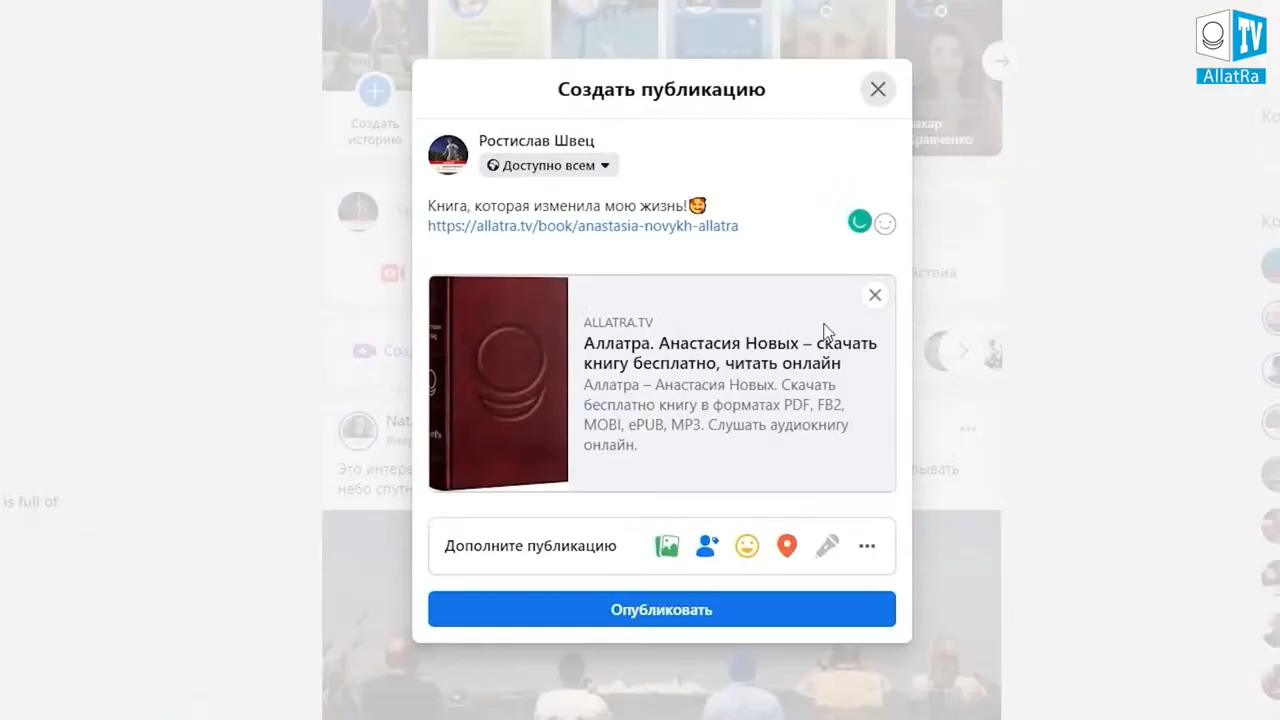 TV
AllatRa
Создать публикацию
Создать
историю
Кравченко
Ростислав Швец
Доступно всем
Книга, которая изменила мою жизнь!🥰
https://allatra.tv/book/anastasia-novykh-allatra
ALLATRA.TV
Аллатра. Анастасия Новых – скачать
книгу бесплатно, читать онлайн
Аллатра – Анастасия Новых. Скачать
бесплатно книгу в форматах PDF, FB2,
MOBI, ePUB, MP3. Слушать аудиокнигу
онлайн.
Это интере
небо спутн
is full of
Дополните публикацию
Опубликовать